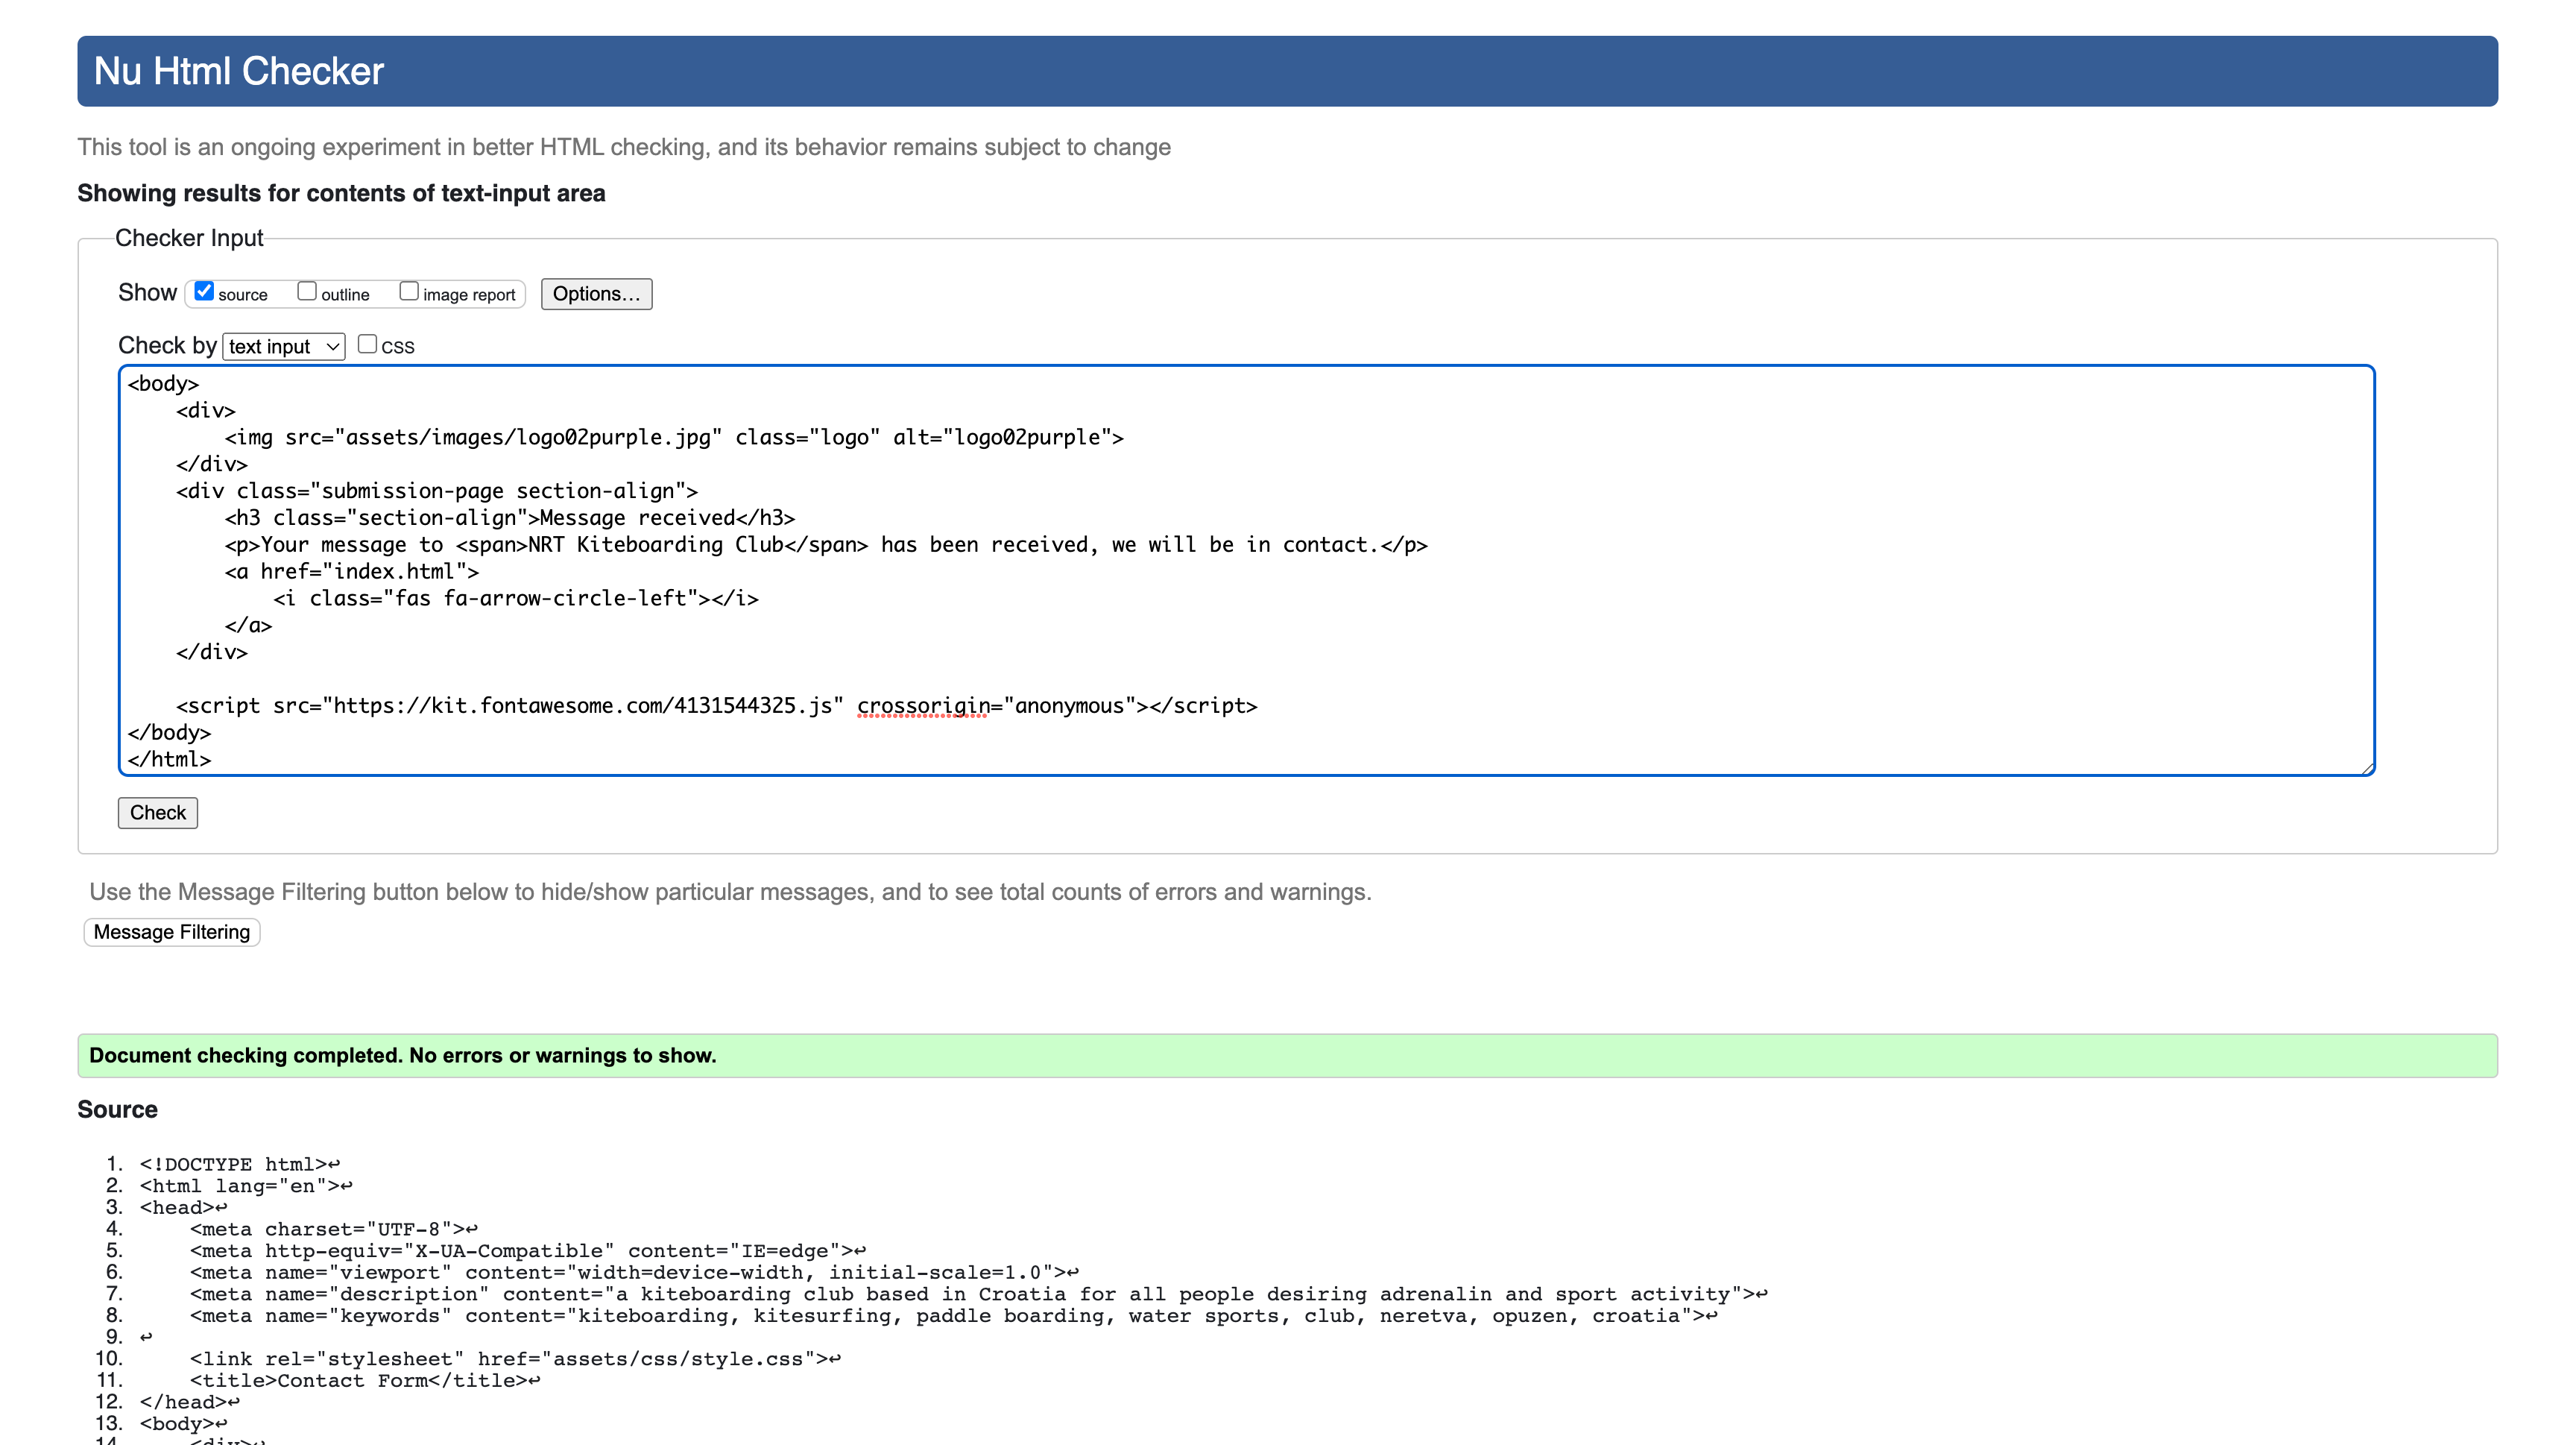 Nu Html Checker
This tool is an ongoing experiment in better HTML checking, and its behavior remains subject to change
Showing results for contents of text-input area
Checker Input
Show source outline image report Options...
Check by text input CSS
<body>
    <div>
        <img src="assets/images/logo02purple.jpg" class="logo" alt="logo02purple">
    </div>
    <div class="submission-page section-align">
        <h3 class="section-align">Message received</h3>
        <p>Your message to <span>NRT Kiteboarding Club</span> has been received, we will be in contact.</p>
        <a href="index.html">
            <i class="fas fa-arrow-circle-left"></i>
        </a>
    </div>
    <script src="https://kit.fontawesome.com/4131544325.js" crossorigin="anonymous"></script>
</body>
</html>
Check
Use the Message Filtering button below to hide/show particular messages, and to see total counts of errors and warnings.
Message Filtering
Document checking completed. No errors or warnings to show.
Source
1. <!DOCTYPE html>↩
2. <html lang="en">↩
3. <head>↩
4.     <meta charset="UTF-8">↩
5.     <meta http-equiv="X-UA-Compatible" content="IE=edge">↩
6.     <meta name="viewport" content="width=device-width, initial-scale=1.0">↩
7.     <meta name="description" content="a kiteboarding club based in Croatia for all people desiring adrenalin and sport activity">↩
8.     <meta name="keywords" content="kiteboarding, kitesurfing, paddle boarding, water sports, club, neretva, opuzen, croatia">↩
9. ↩
10.     <link rel="stylesheet" href="assets/css/style.css">↩
11.     <title>Contact Form</title>↩
12. </head>↩
13. <body>↩
14.     <div>↩